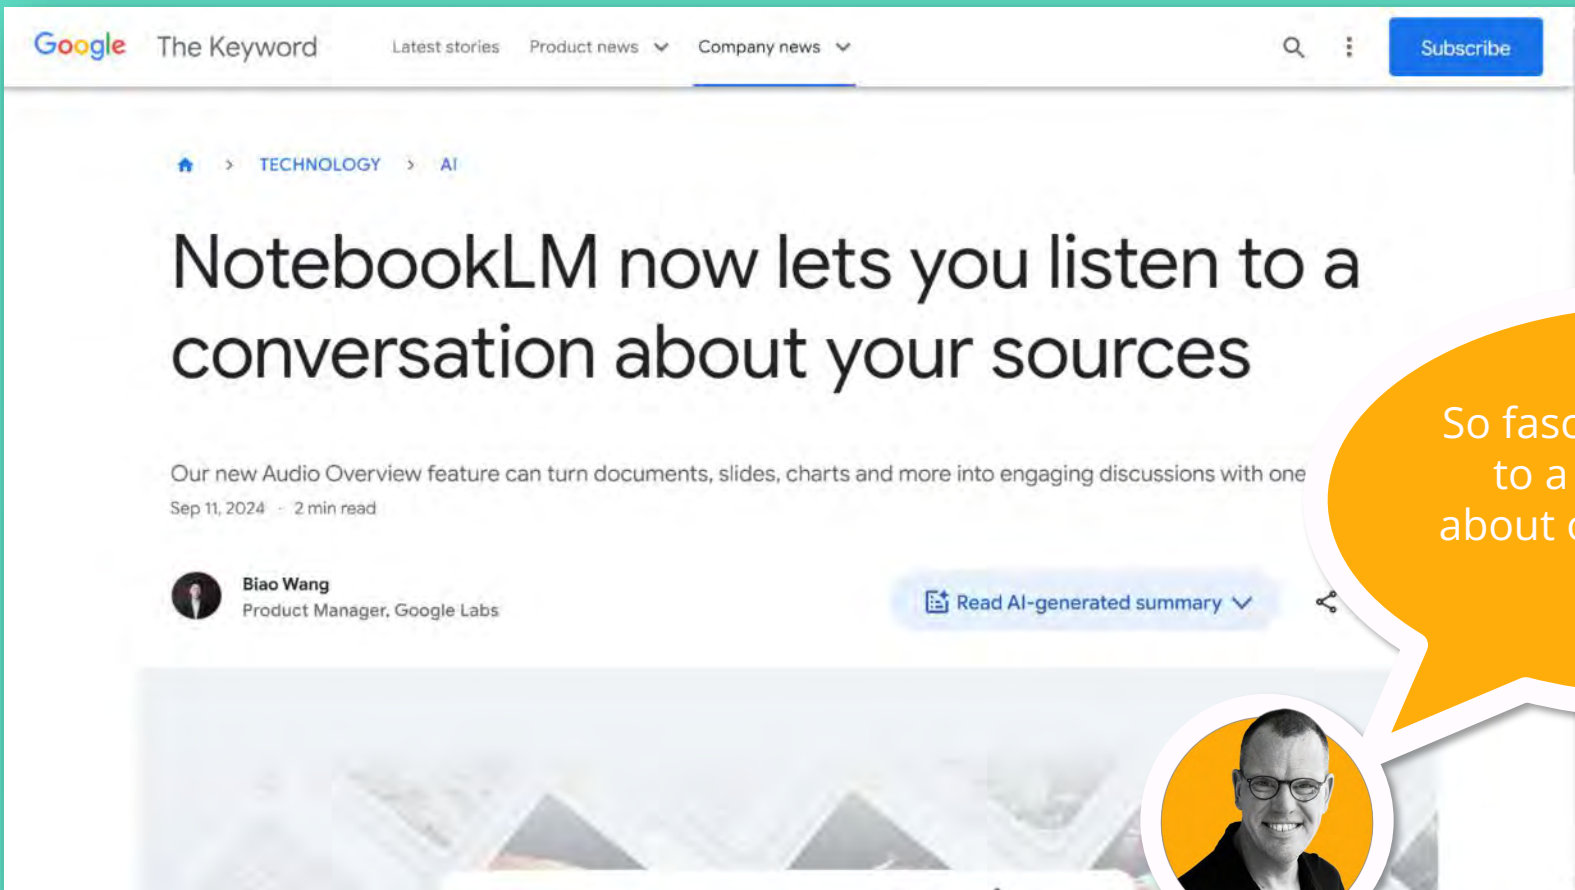 Google The Keyword Latest stories Product news Company news Subscribe
> TECHNOLOGY > AI
NotebookLM now lets you listen to a
conversation about your sources
Our new Audio Overview feature can turn documents, slides, charts and more into engaging discussions with one
Sep 11, 2024 · 2 min read
Biao Wang
Product Manager, Google Labs
Read AI-generated summary
So
to a
about